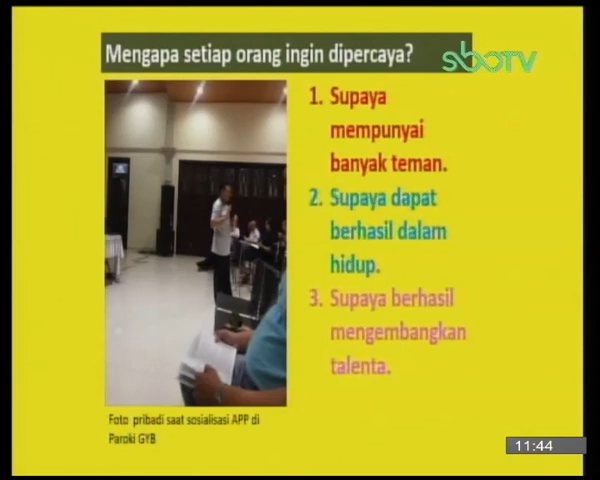 Mengapa setiap orang ingin dipercaya?
sboTV
1. Supaya
mempunyai
banyak teman.
2. Supaya dapat
berhasil dalam
hidup.
3. Supaya berhasil
mengembangkan
talenta.
Foto pribadi saat sosialisasi APP di
Paroki GYB
11:44